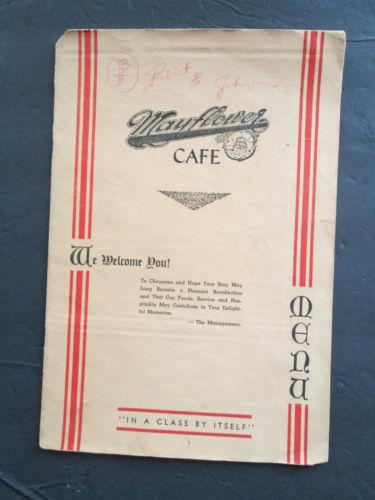 Robert E Johnson
Mayflower
CAFE
We Welcome You!
To Cheyenne and Hope Your Stay May
Long Remain a Pleasant Recollection
and That Our Foods, Service and Hos-
pitality May Contribute to Your Delight-
ful Memories.
— The Management.
MENU
"IN A CLASS BY ITSELF"